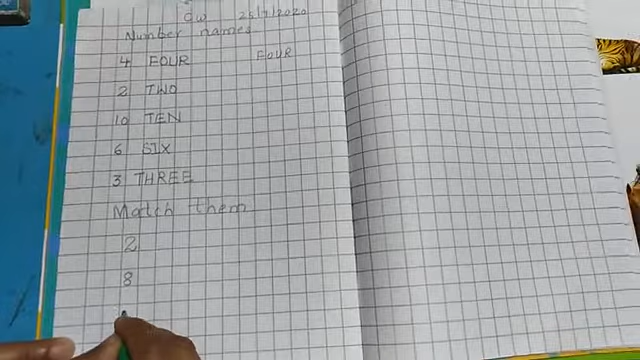 CW 25/7/2020
Number names
4 FOUR FOUR
2 TWO
10 TEN
6 SIX
3 THREE
Match them
2
8